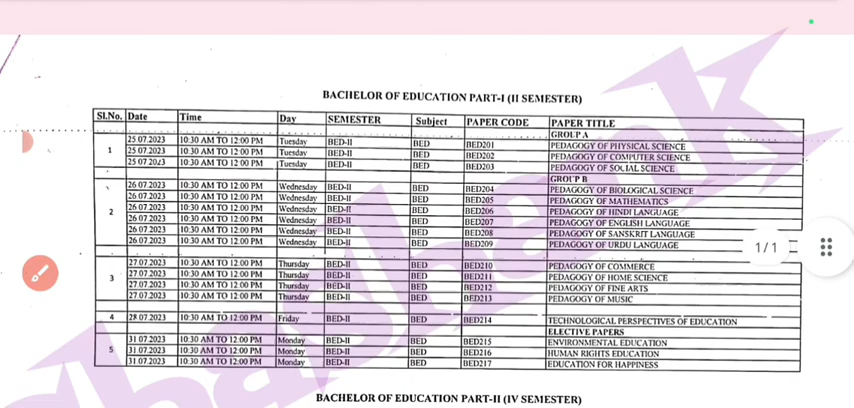 BACHELOR OF EDUCATION PART-I (II SEMESTER)
Sl.No. Date Time Day SEMESTER Subject PAPER CODE PAPER TITLE
GROUP A
1 25 07.2023 10:30 AM TO 12:00 PM Tuesday BED-II BED BED201 PEDAGOGY OF PHYSICAL SCIENCE
25 07.2023 10:30 AM TO 12:00 PM Tuesday BED-II BED BED202 PEDAGOGY OF COMPUTER SCIENCE
25 07.2023 10:30 AM TO 12:00 PM Tuesday BED-II BED BED203 PEDAGOGY OF SOCIAL SCIENCE
GROUP B
2 26.07.2023 10:30 AM TO 12:00 PM Wednesday BED-II BED BED204 PEDAGOGY OF BIOLOGICAL SCIENCE
26.07.2023 10:30 AM TO 12:00 PM Wednesday BED-II BED BED205 PEDAGOGY OF MATHEMATICS
26.07.2023 10:30 AM TO 12:00 PM Wednesday BED-II BED BED206 PEDAGOGY OF HINDI LANGUAGE
26.07.2023 10:30 AM TO 12:00 PM Wednesday BED-II BED BED207 PEDAGOGY OF ENGLISH LANGUAGE
26.07.2023 10:30 AM TO 12:00 PM Wednesday BED-II BED BED208 PEDAGOGY OF SANSKRIT LANGUAGE
26.07.2023 10:30 AM TO 12:00 PM Wednesday BED-II BED BED209 PEDAGOGY OF URDU LANGUAGE
1/1
3 27.07.2023 10:30 AM TO 12:00 PM Thursday BED-II BED BED210 PEDAGOGY OF COMMERCE
27.07.2023 10:30 AM TO 12:00 PM Thursday BED-II BED BED211 PEDAGOGY OF HOME SCIENCE
27.07.2023 10:30 AM TO 12:00 PM Thursday BED-II BED BED212 PEDAGOGY OF FINE ARTS
27.07.2023 10:30 AM TO 12:00 PM Thursday BED-II BED BED213 PEDAGOGY OF MUSIC
4 28.07.2023 10:30 AM TO 12:00 PM Friday BED-II BED BED214 TECHNOLOGICAL PERSPECTIVES OF EDUCATION
ELECTIVE PAPERS
5 31 07.2023 10:30 AM TO 12:00 PM Monday BED-II BED BED215 ENVIRONMENTAL EDUCATION
31 07.2023 10:30 AM TO 12:00 PM Monday BED-II BED BED216 HUMAN RIGHTS EDUCATION
31 07.2023 10:30 AM TO 12:00 PM Monday BED-II BED BED217 EDUCATION FOR HAPPINESS
BACHELOR OF EDUCATION PART-II (IV SEMESTER)